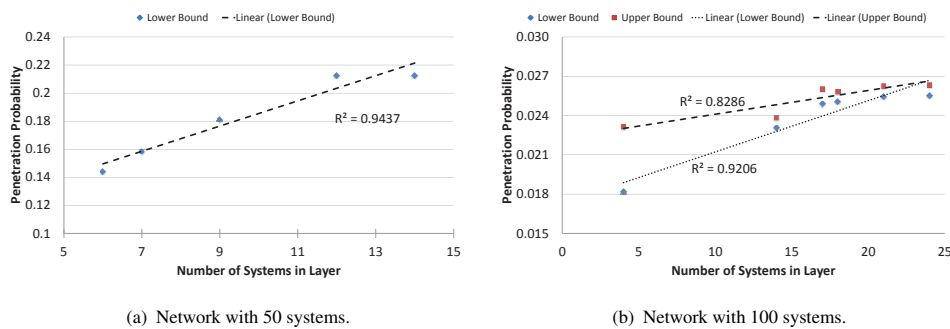 Lower Bound Linear (Lower Bound)
0.24
0.22
0.2
0.18
0.16
0.14
0.12
0.1
Penetration Probability
R² = 0.9437
5 7 9 11 13 15
Number of Systems in Layer
(a) Network with 50 systems.
Lower Bound Upper Bound Linear (Lower Bound) Linear (Upper Bound)
0.030
0.027
0.024
0.021
0.018
0.015
Penetration Probability
R² = 0.8286
R² = 0.9206
0 5 10 15 20 25
Number of Systems in Layer
(b) Network with 100 systems.